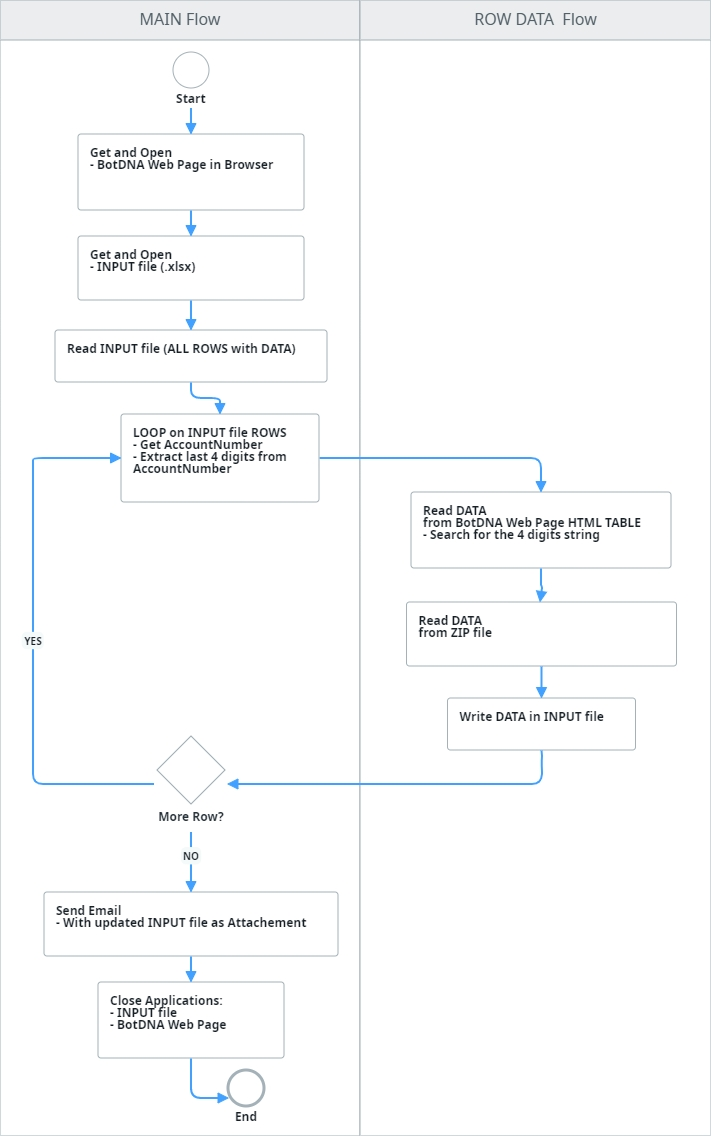 MAIN Flow
ROW DATA  Flow
Start
Get and Open
- BotDNA Web Page in Browser
Get and Open
- INPUT file (.xlsx)
Read INPUT file (ALL ROWS with DATA)
LOOP on INPUT file ROWS
- Get AccountNumber
- Extract last 4 digits from
AccountNumber
Read DATA
from BotDNA Web Page HTML TABLE
- Search for the 4 digits string
Read DATA
from ZIP file
Write DATA in INPUT file
YES
More Row?
NO
Send Email
- With updated INPUT file as Attachement
Close Applications:
- INPUT file
- BotDNA Web Page
End